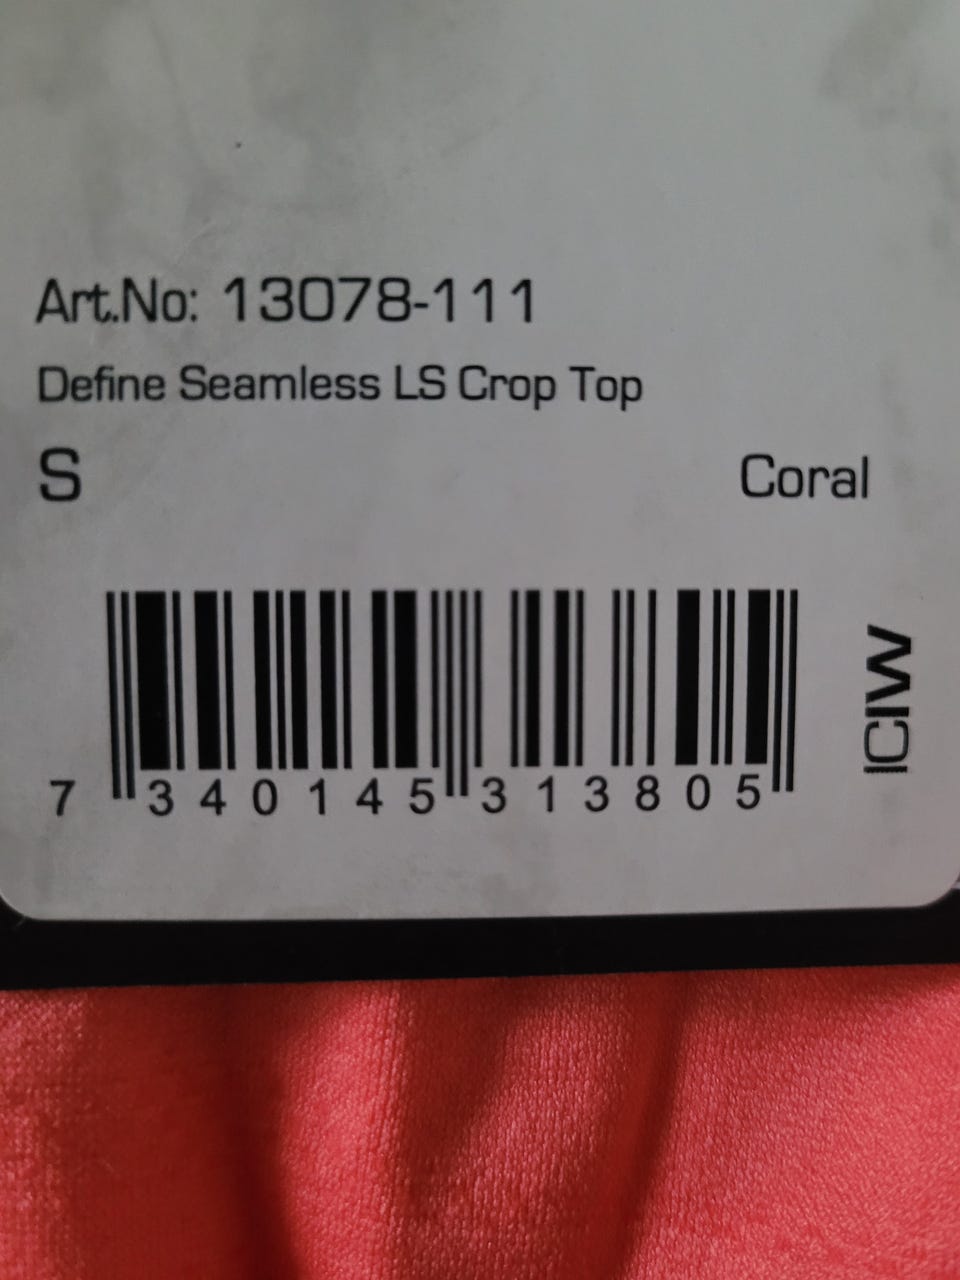 Art.No: 13078-111
Define Seamless LS Crop Top
S Coral
7 340145 313805
ICIW